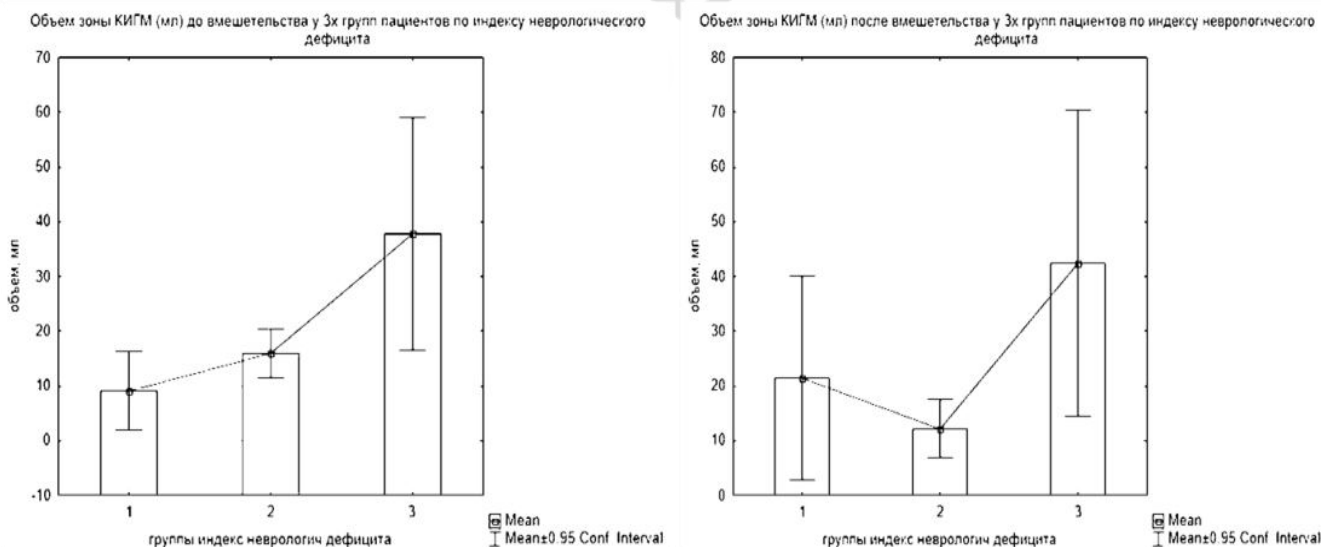 Объем зоны КИГМ (мл) до вмешетельства у 3х групп пациентов по индексу неврологического
дефицита
70
60
50
40
30
20
10
0
-10
объем, мл
1 2 3
группы индекс неврологич дефицита
Mean
Mean±0.95 Conf Interval
Объем зоны КИГМ (мл) после вмешетельства у 3х групп пациентов по индексу неврологического
дефицита
80
70
60
50
40
30
20
10
0
объем, мл
1 2 3
группы индекс неврологич дефицита
Mean
Mean±0.95 Conf Interval